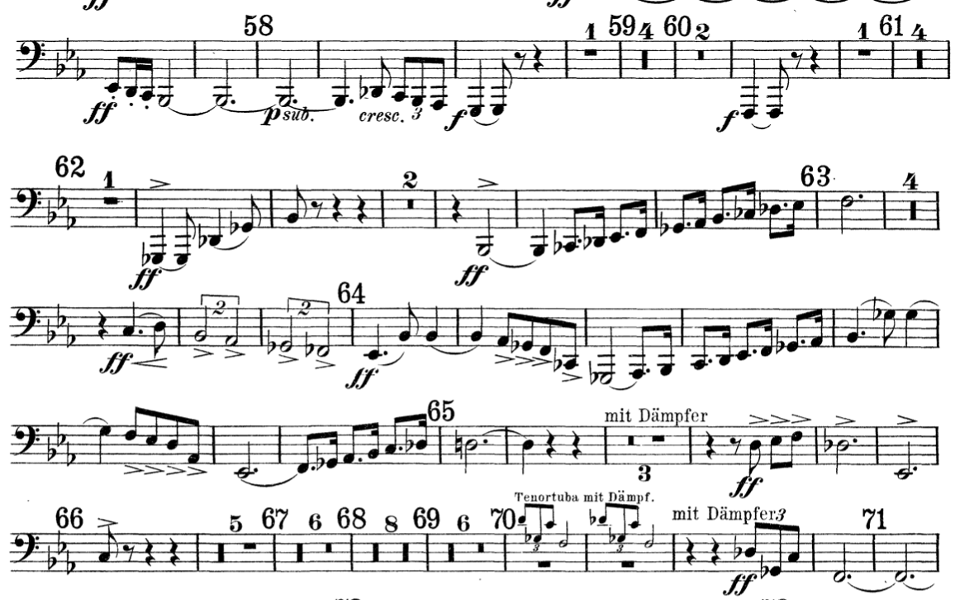 ff ff
58 59 60 61
1 4 2 1 4
ff p sub. cresc. 3 f f
62 63
1 2 4
ff ff
2 2 64
ff ff
65
mit Dämpfer
3
ff
Tenortuba mit Dämpf.
66 67 68 69 70 mit Dämpfer 3 71
5 6 8 6
3 3
ff